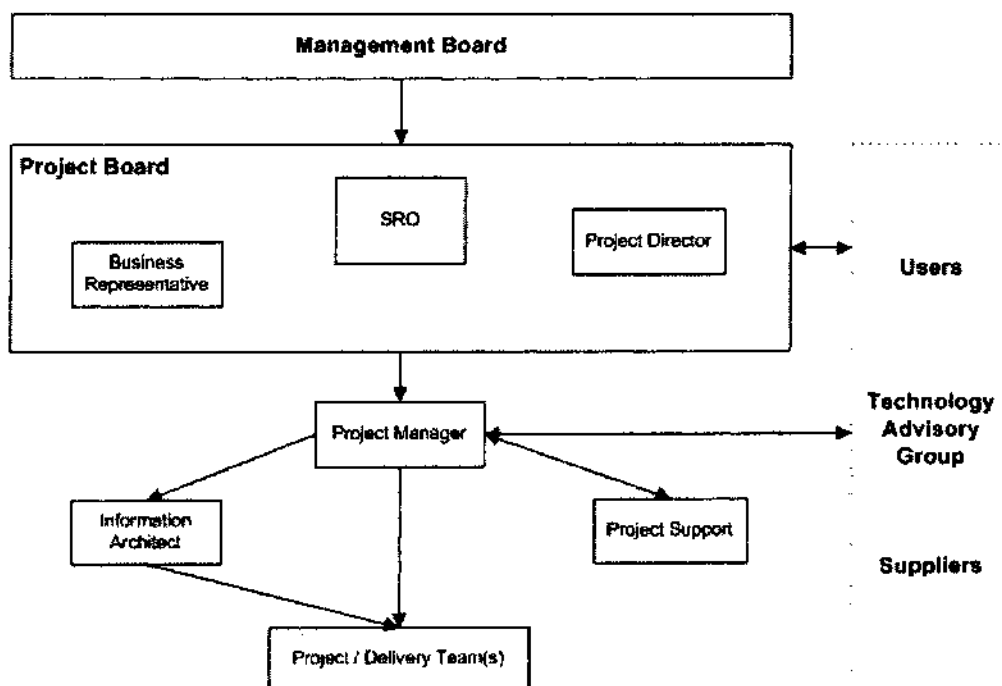 Management Board
Project Board
SRO
Project Director
Business
Representative
Users
Project Manager
Technology
Advisory
Group
Information
Architect
Project Support
Suppliers
Project / Delivery Team(s)